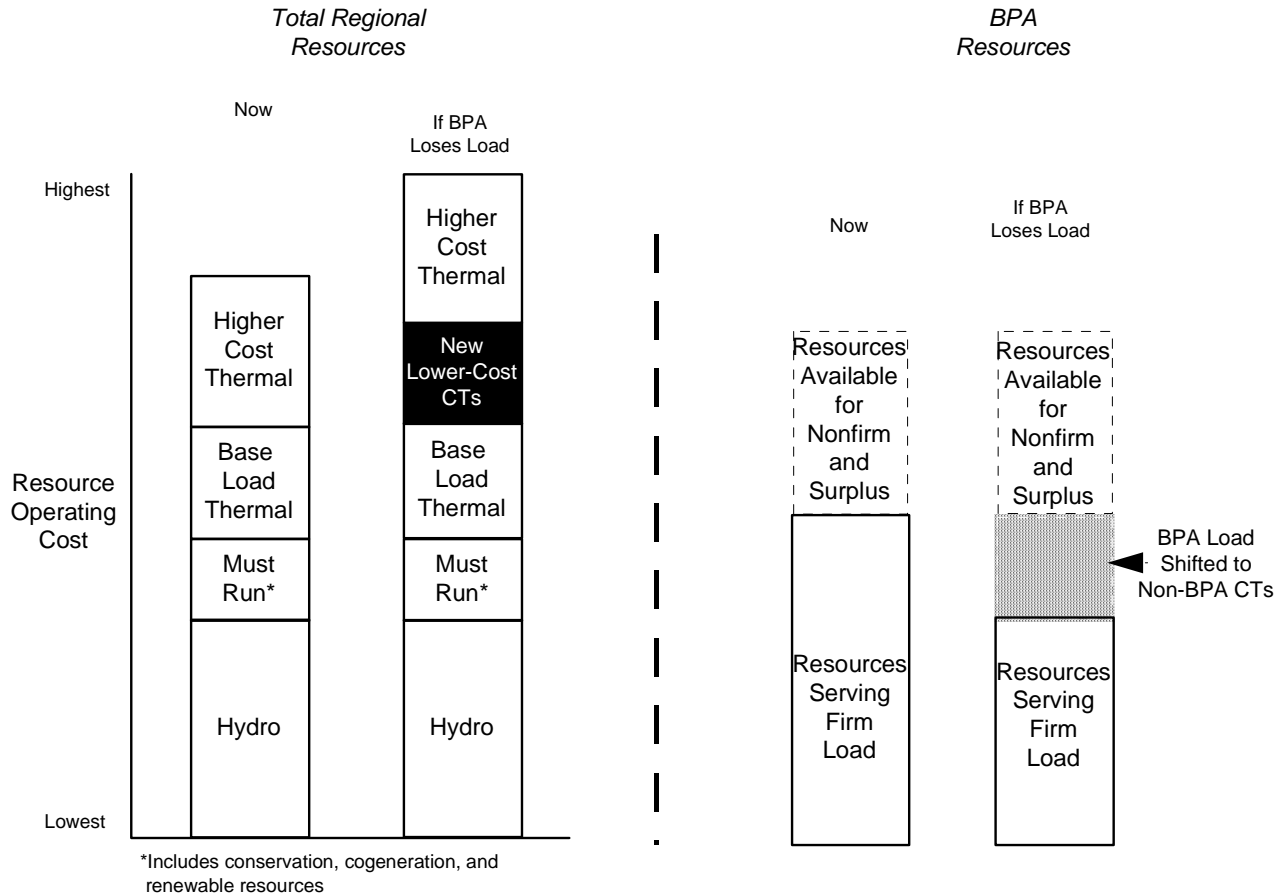 Total Regional
Resources
Now
If BPA
Loses Load
Highest
Higher
Cost
Thermal
Base
Load
Thermal
Must
Run*
Hydro
Higher
Cost
Thermal
New
Lower-Cost
CTs
Base
Load
Thermal
Must
Run*
Hydro
Resource
Operating
Cost
Lowest
*Includes conservation, cogeneration, and
renewable resources
BPA
Resources
Now
If BPA
Loses Load
Resources
Available
for
Nonfirm
and
Surplus
Resources
Serving
Firm
Load
Resources
Available
for
Nonfirm
and
Surplus
Resources
Serving
Firm
Load
BPA Load
Shifted to
Non-BPA CTs